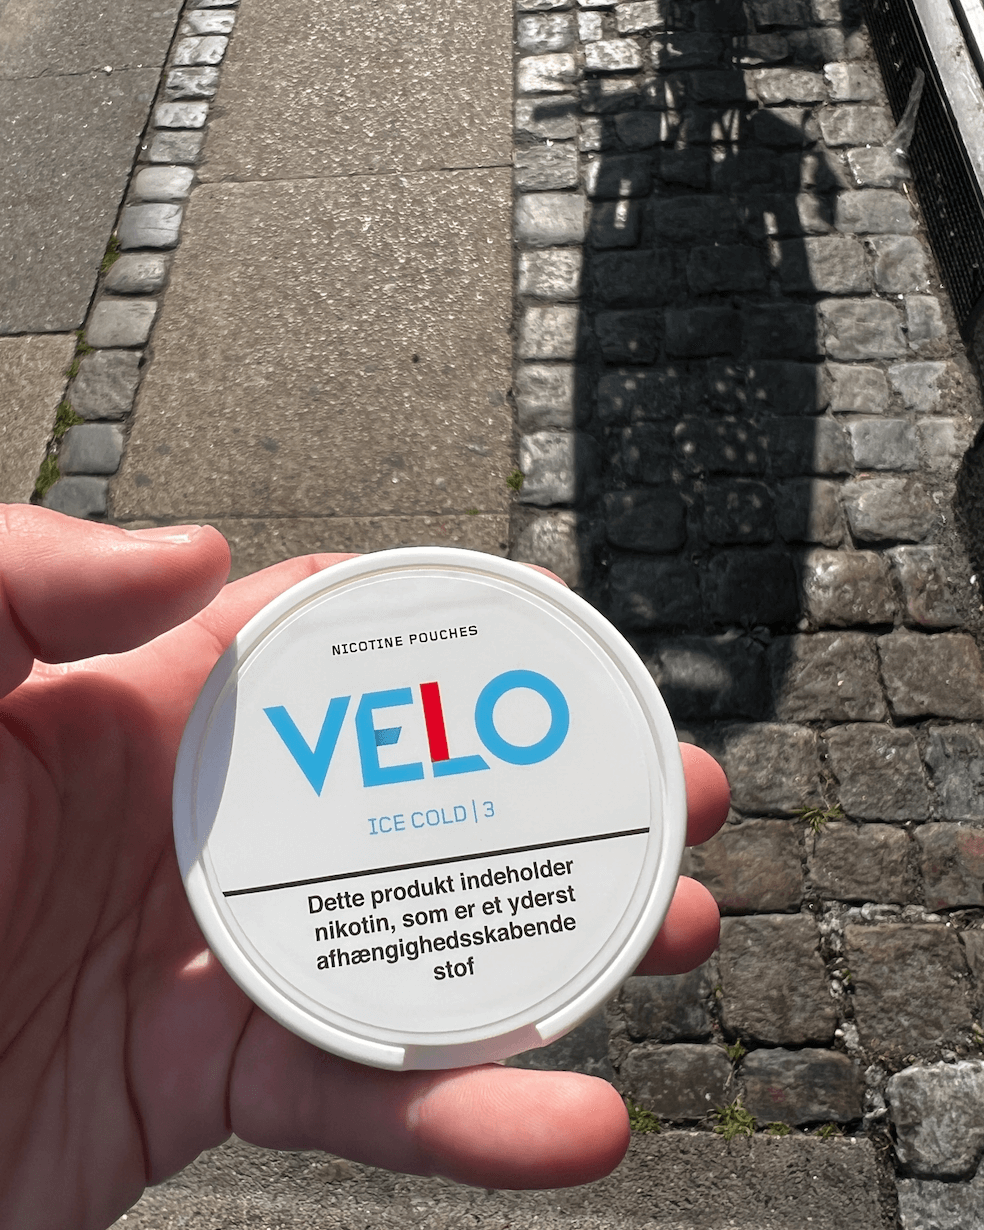 NICOTINE POUCHES
VELO
ICE COLD | 3
Dette produkt indeholder
nikotin, som er et yderst
afhængighedsskabende
stof